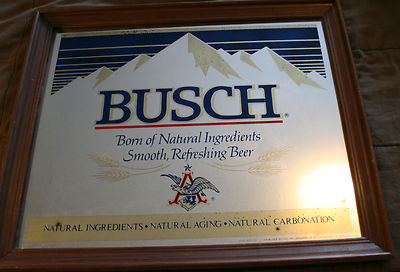 BUSCH
Born of Natural Ingredients
Smooth, Refreshing Beer
A
NATURAL INGREDIENTS • NATURAL AGING • NATURAL CARBONATION